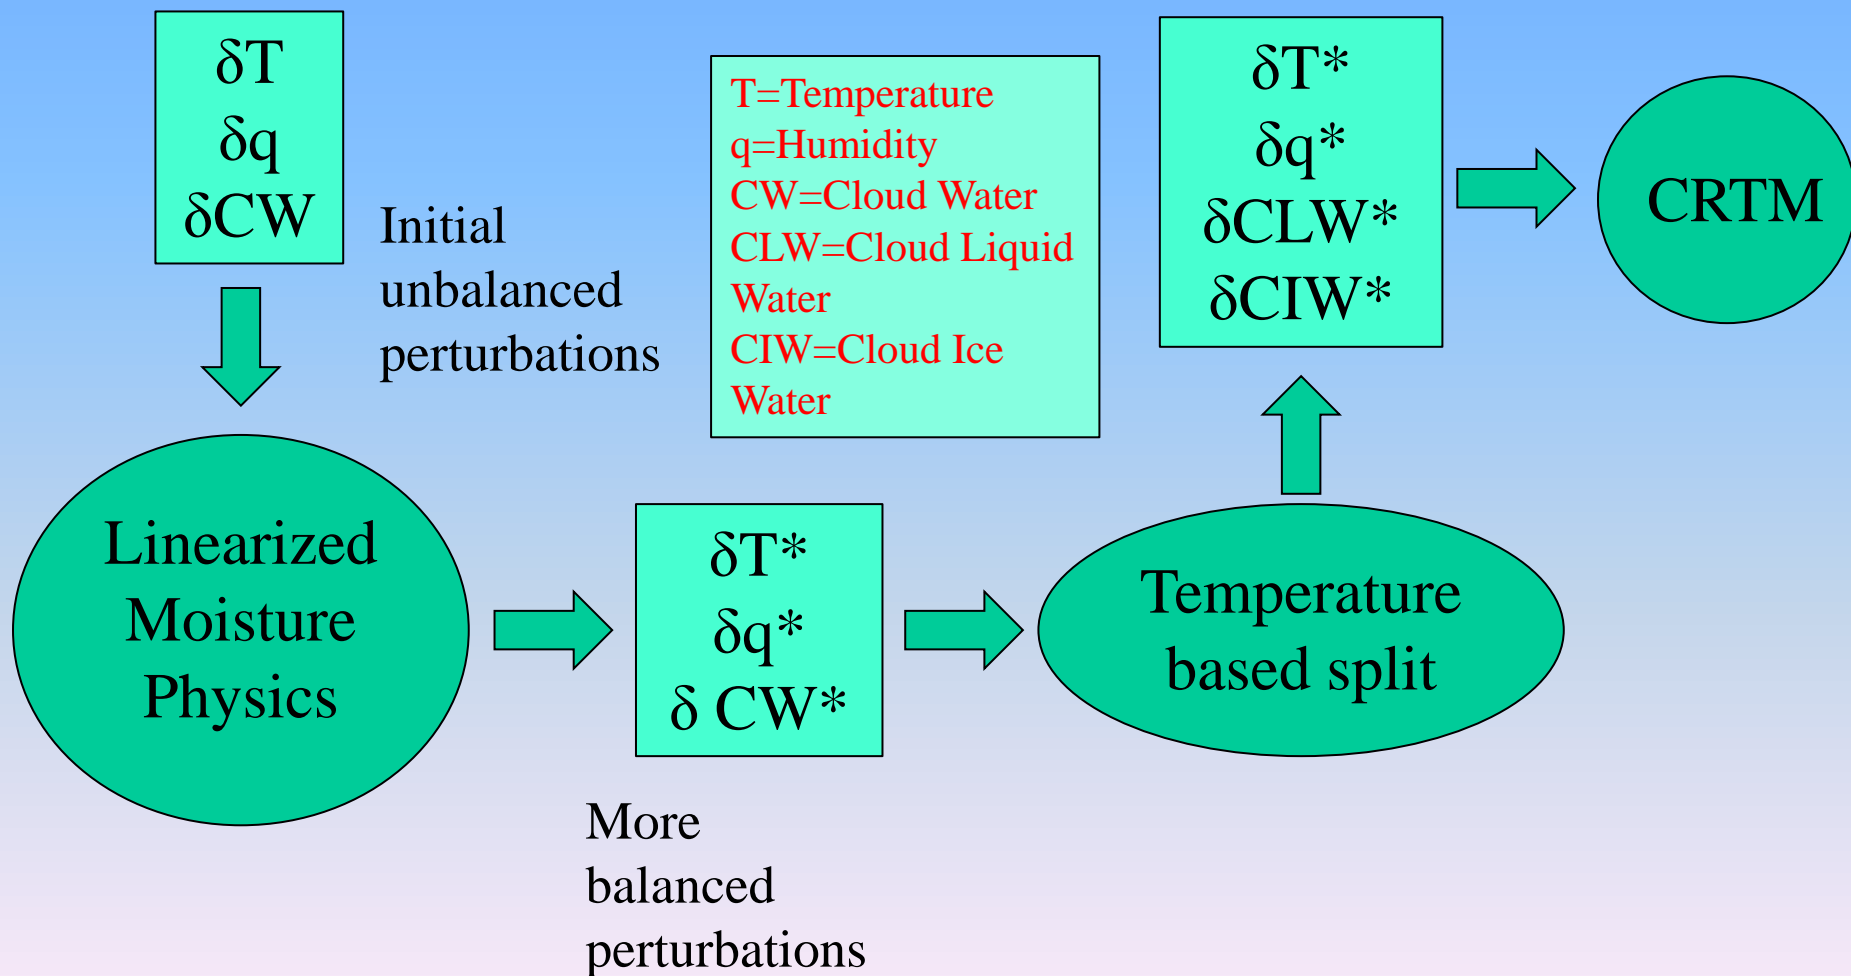 δT
δq
δCW
Initial
unbalanced
perturbations
T=Temperature
q=Humidity
CW=Cloud Water
CLW=Cloud Liquid
Water
CIW=Cloud Ice
Water
δT*
δq*
δCLW*
δCIW*
CRTM
Linearized
Moisture
Physics
δT*
δq*
δ CW*
More
balanced
perturbations
Temperature
based split